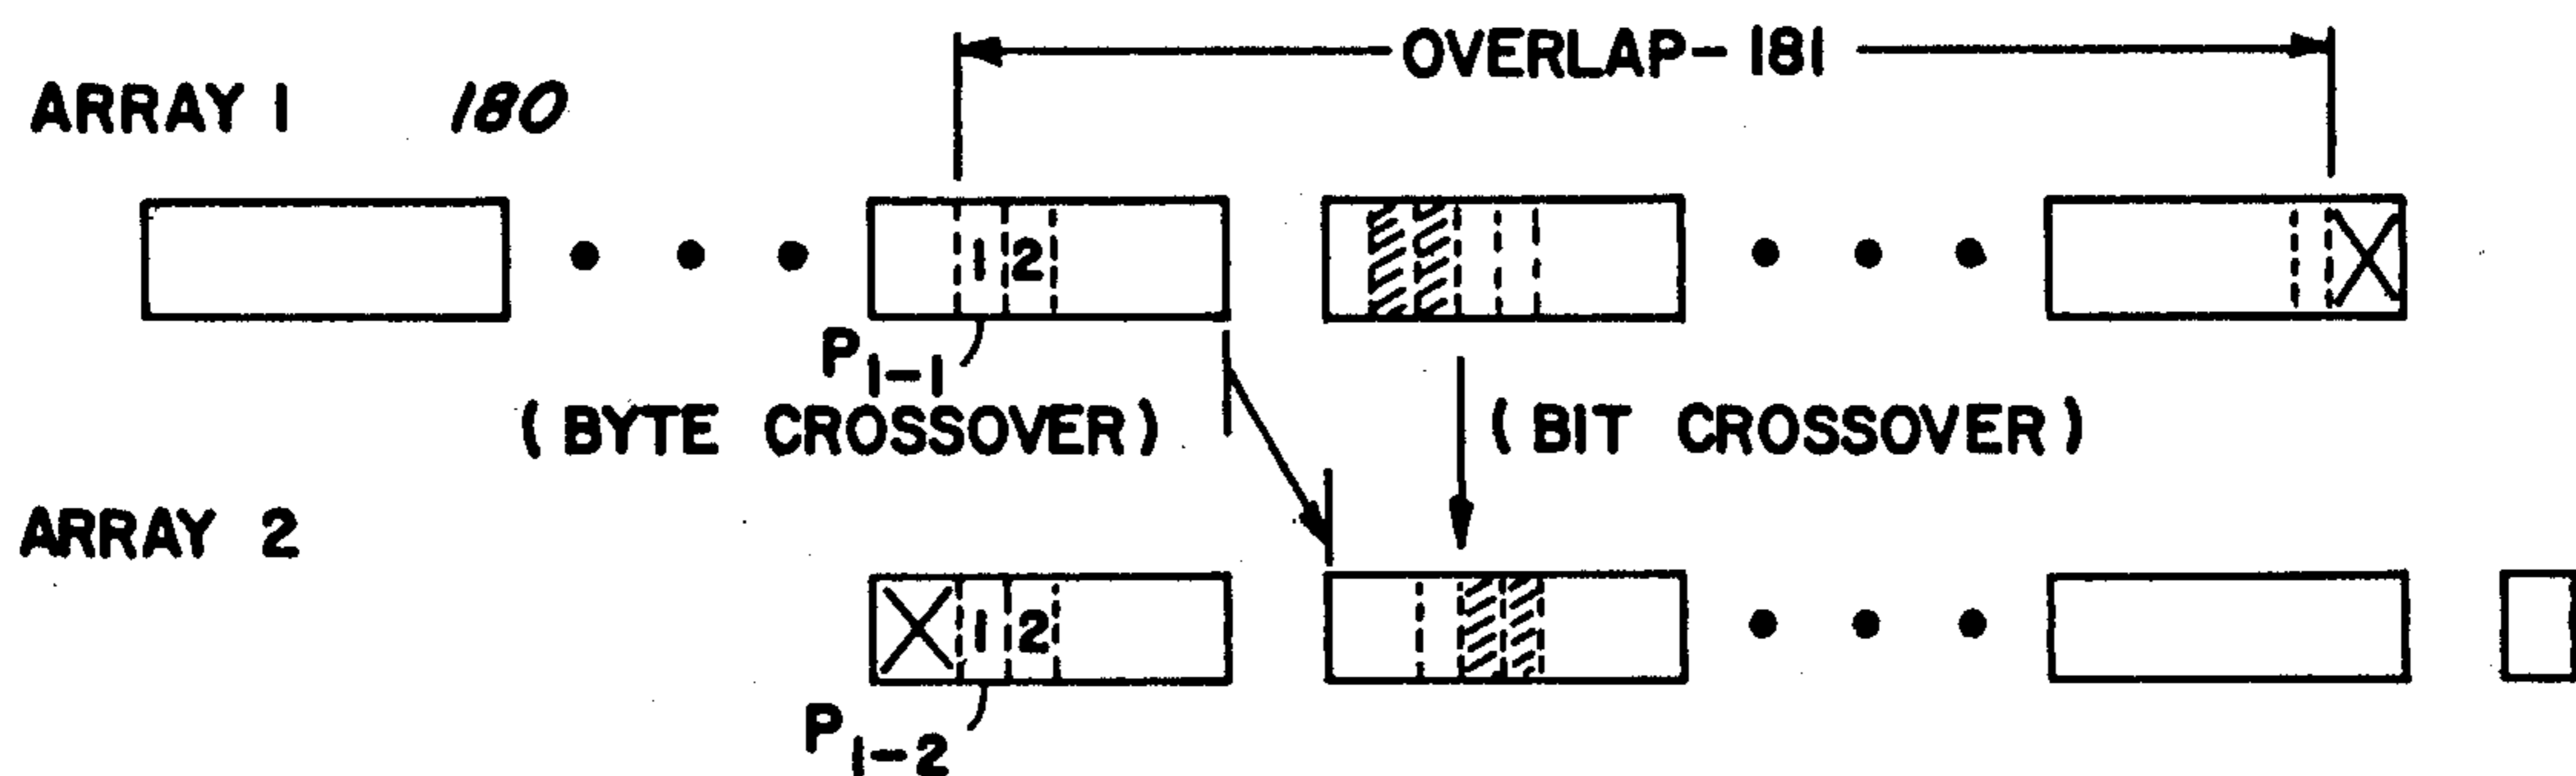 OVERLAP-181
ARRAY 1 180
1 2
P1-1
(BYTE CROSSOVER) (BIT CROSSOVER)
ARRAY 2
1 2
P1-2